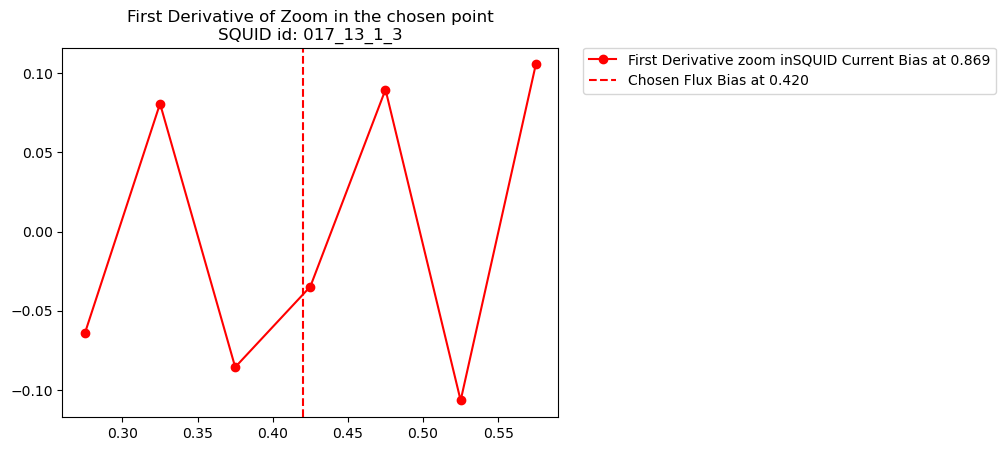 First Derivative of Zoom in the chosen point
SQUID id: 017_13_1_3
First Derivative zoom inSQUID Current Bias at 0.869
Chosen Flux Bias at 0.420
0.10
0.05
0.00
−0.05
−0.10
0.30 0.35 0.40 0.45 0.50 0.55